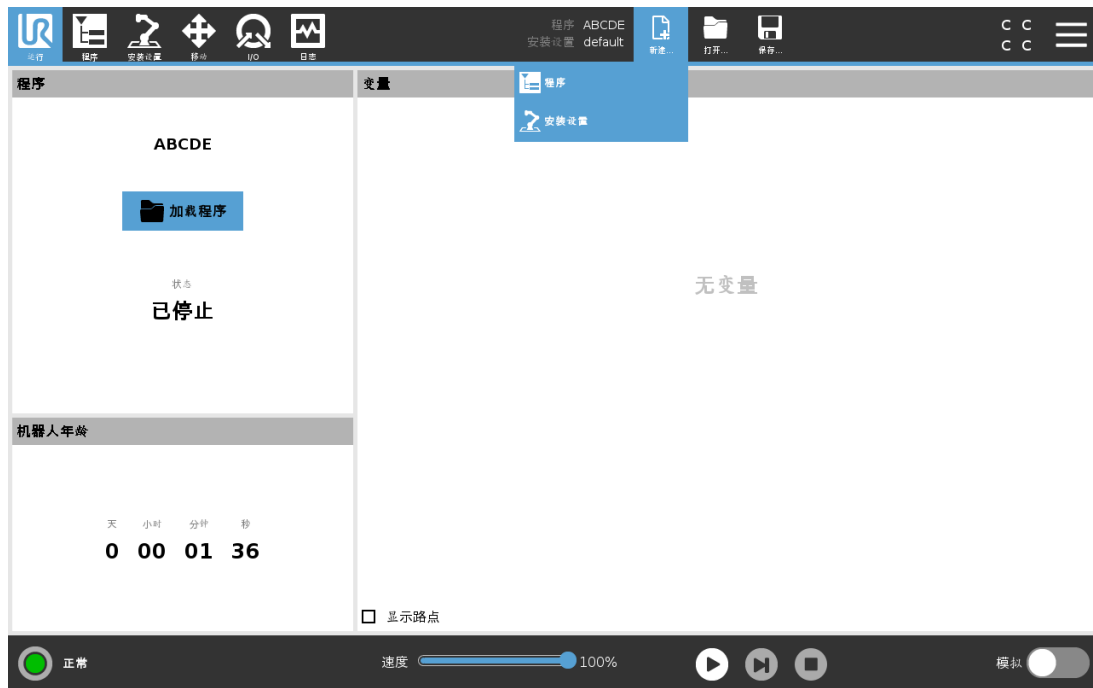 UR
运行 程序 安装设置 移动 I/O 日志
程序 ABCDE
安装设置 default
新建... 打开... 保存...
C C
C C
程序
安装设置
程序
ABCDE
加载程序
状态
已停止
变量
无变量
机器人年龄
天 小时 分钟 秒
0 00 01 36
显示路点
正常
速度 100%
模拟